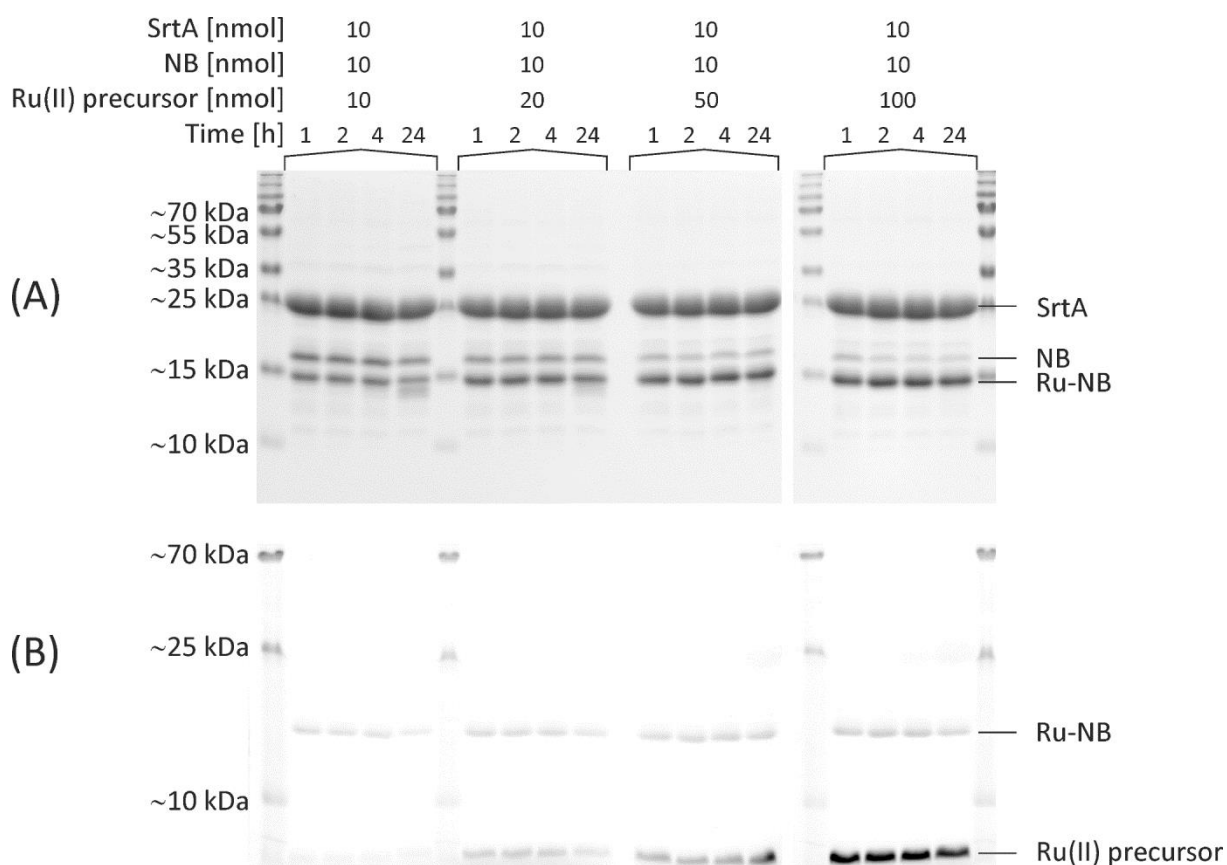 SrtA [nmol] 10 10 10 10
NB [nmol] 10 10 10 10
Ru(II) precursor [nmol] 10 20 50 100
Time [h] 1 2 4 24 1 2 4 24 1 2 4 24 1 2 4 24
(A)
~70 kDa
~55 kDa
~35 kDa
~25 kDa
~15 kDa
~10 kDa
SrtA
NB
Ru-NB
(B)
~70 kDa
~25 kDa
~10 kDa
Ru-NB
Ru(II) precursor